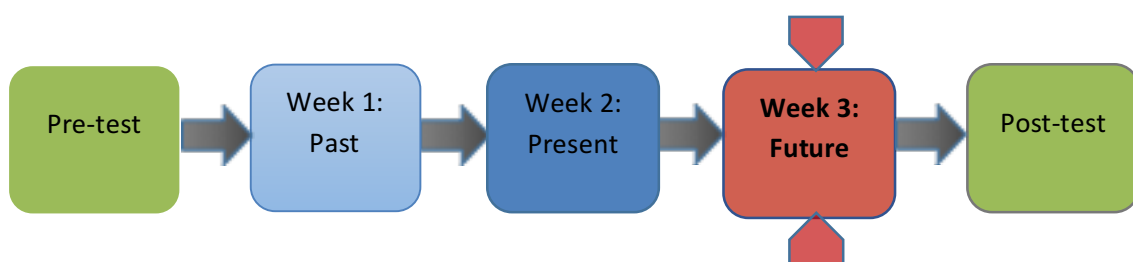 Pre-test
Week 1:
Past
Week 2:
Present
Week 3:
Future
Post-test